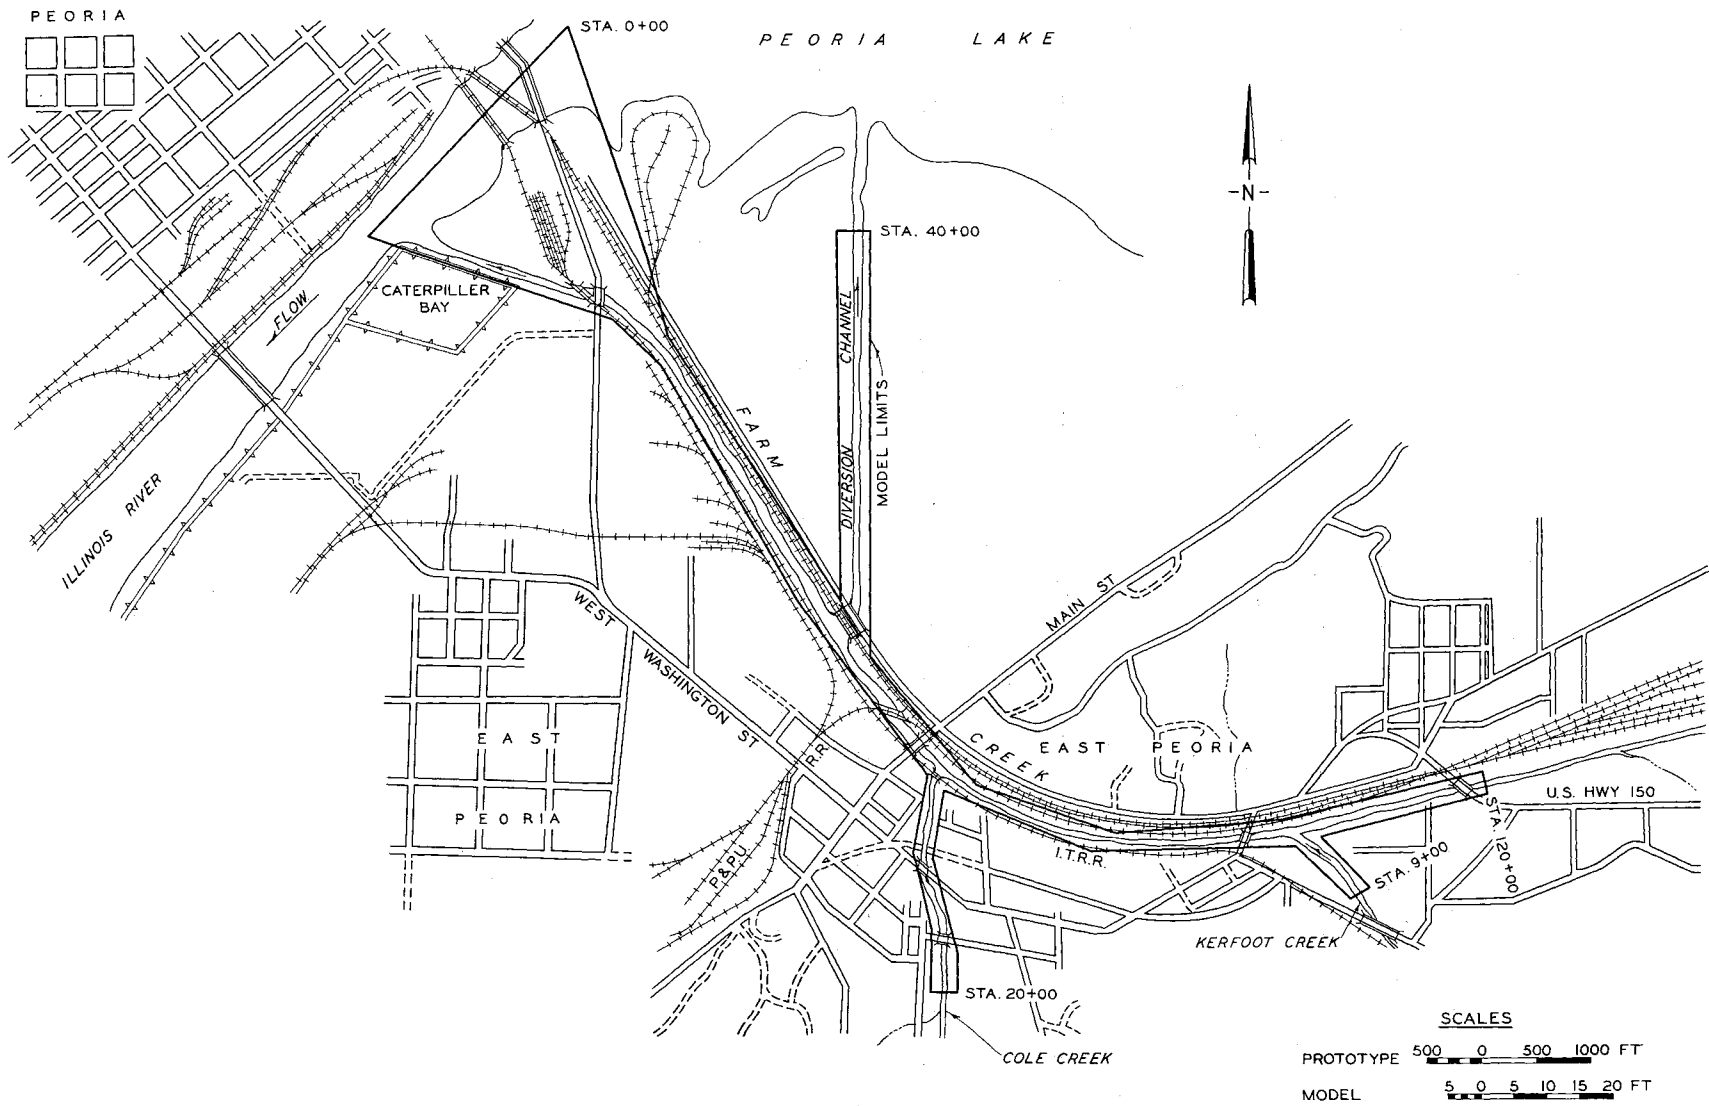 PEORIA
STA. 0+00
PEORIA LAKE
-N-
STA. 40+00
CATERPILLER
BAY
FLOW
DIVERSION CHANNEL
MODEL LIMITS
FARM
ILLINOIS RIVER
MAIN ST
WEST
WASHINGTON ST
CREEK
EAST PEORIA
R.R.
EAST
PEORIA
U.S. HWY 150
P.& P.U.
I.T.R.R.
STA. 9+00
STA. 120+00
KERFOOT CREEK
STA. 20+00
COLE CREEK
SCALES
PROTOTYPE 500 0 500 1000 FT
MODEL 5 0 5 10 15 20 FT